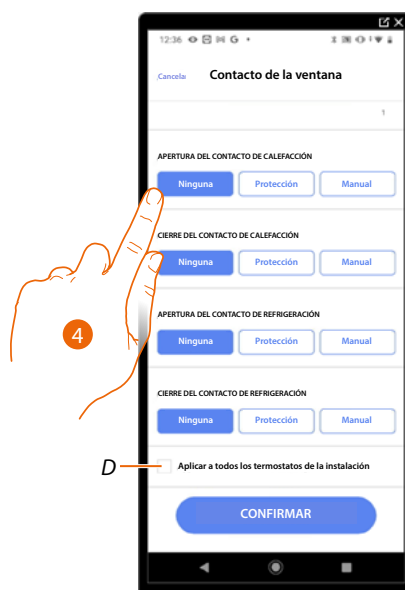 12:36
Cancela
Contacto de la ventana
1
APERTURA DEL CONTACTO DE CALEFACCIÓN
Ninguna Protección Manual
CIERRE DEL CONTACTO DE CALEFACCIÓN
Ninguna Protección Manual
APERTURA DEL CONTACTO DE REFRIGERACIÓN
Ninguna Protección Manual
4
CIERRE DEL CONTACTO DE REFRIGERACIÓN
Ninguna Protección Manual
D
Aplicar a todos los termostatos de la instalación
CONFIRMAR